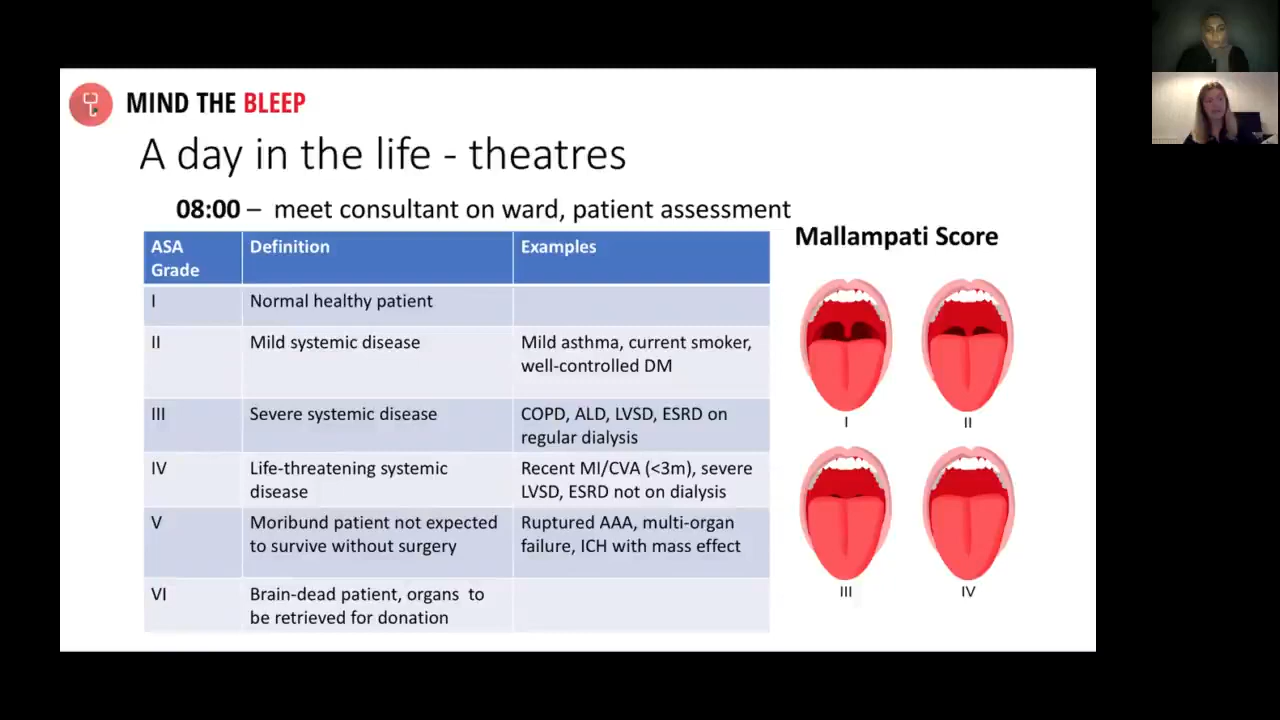 MIND THE BLEEP
A day in the life - theatres
08:00 – meet consultant on ward, patient assessment
ASA
Grade
Definition
Examples
I
Normal healthy patient
II
Mild systemic disease
Mild asthma, current smoker,
well-controlled DM
III
Severe systemic disease
COPD, ALD, LVSD, ESRD on
regular dialysis
IV
Life-threatening systemic
disease
Recent MI/CVA (<3m), severe
LVSD, ESRD not on dialysis
V
Moribund patient not expected
to survive without surgery
Ruptured AAA, multi-organ
failure, ICH with mass effect
VI
Brain-dead patient, organs to
be retrieved for donation
Mallampati Score
I
II
III
IV